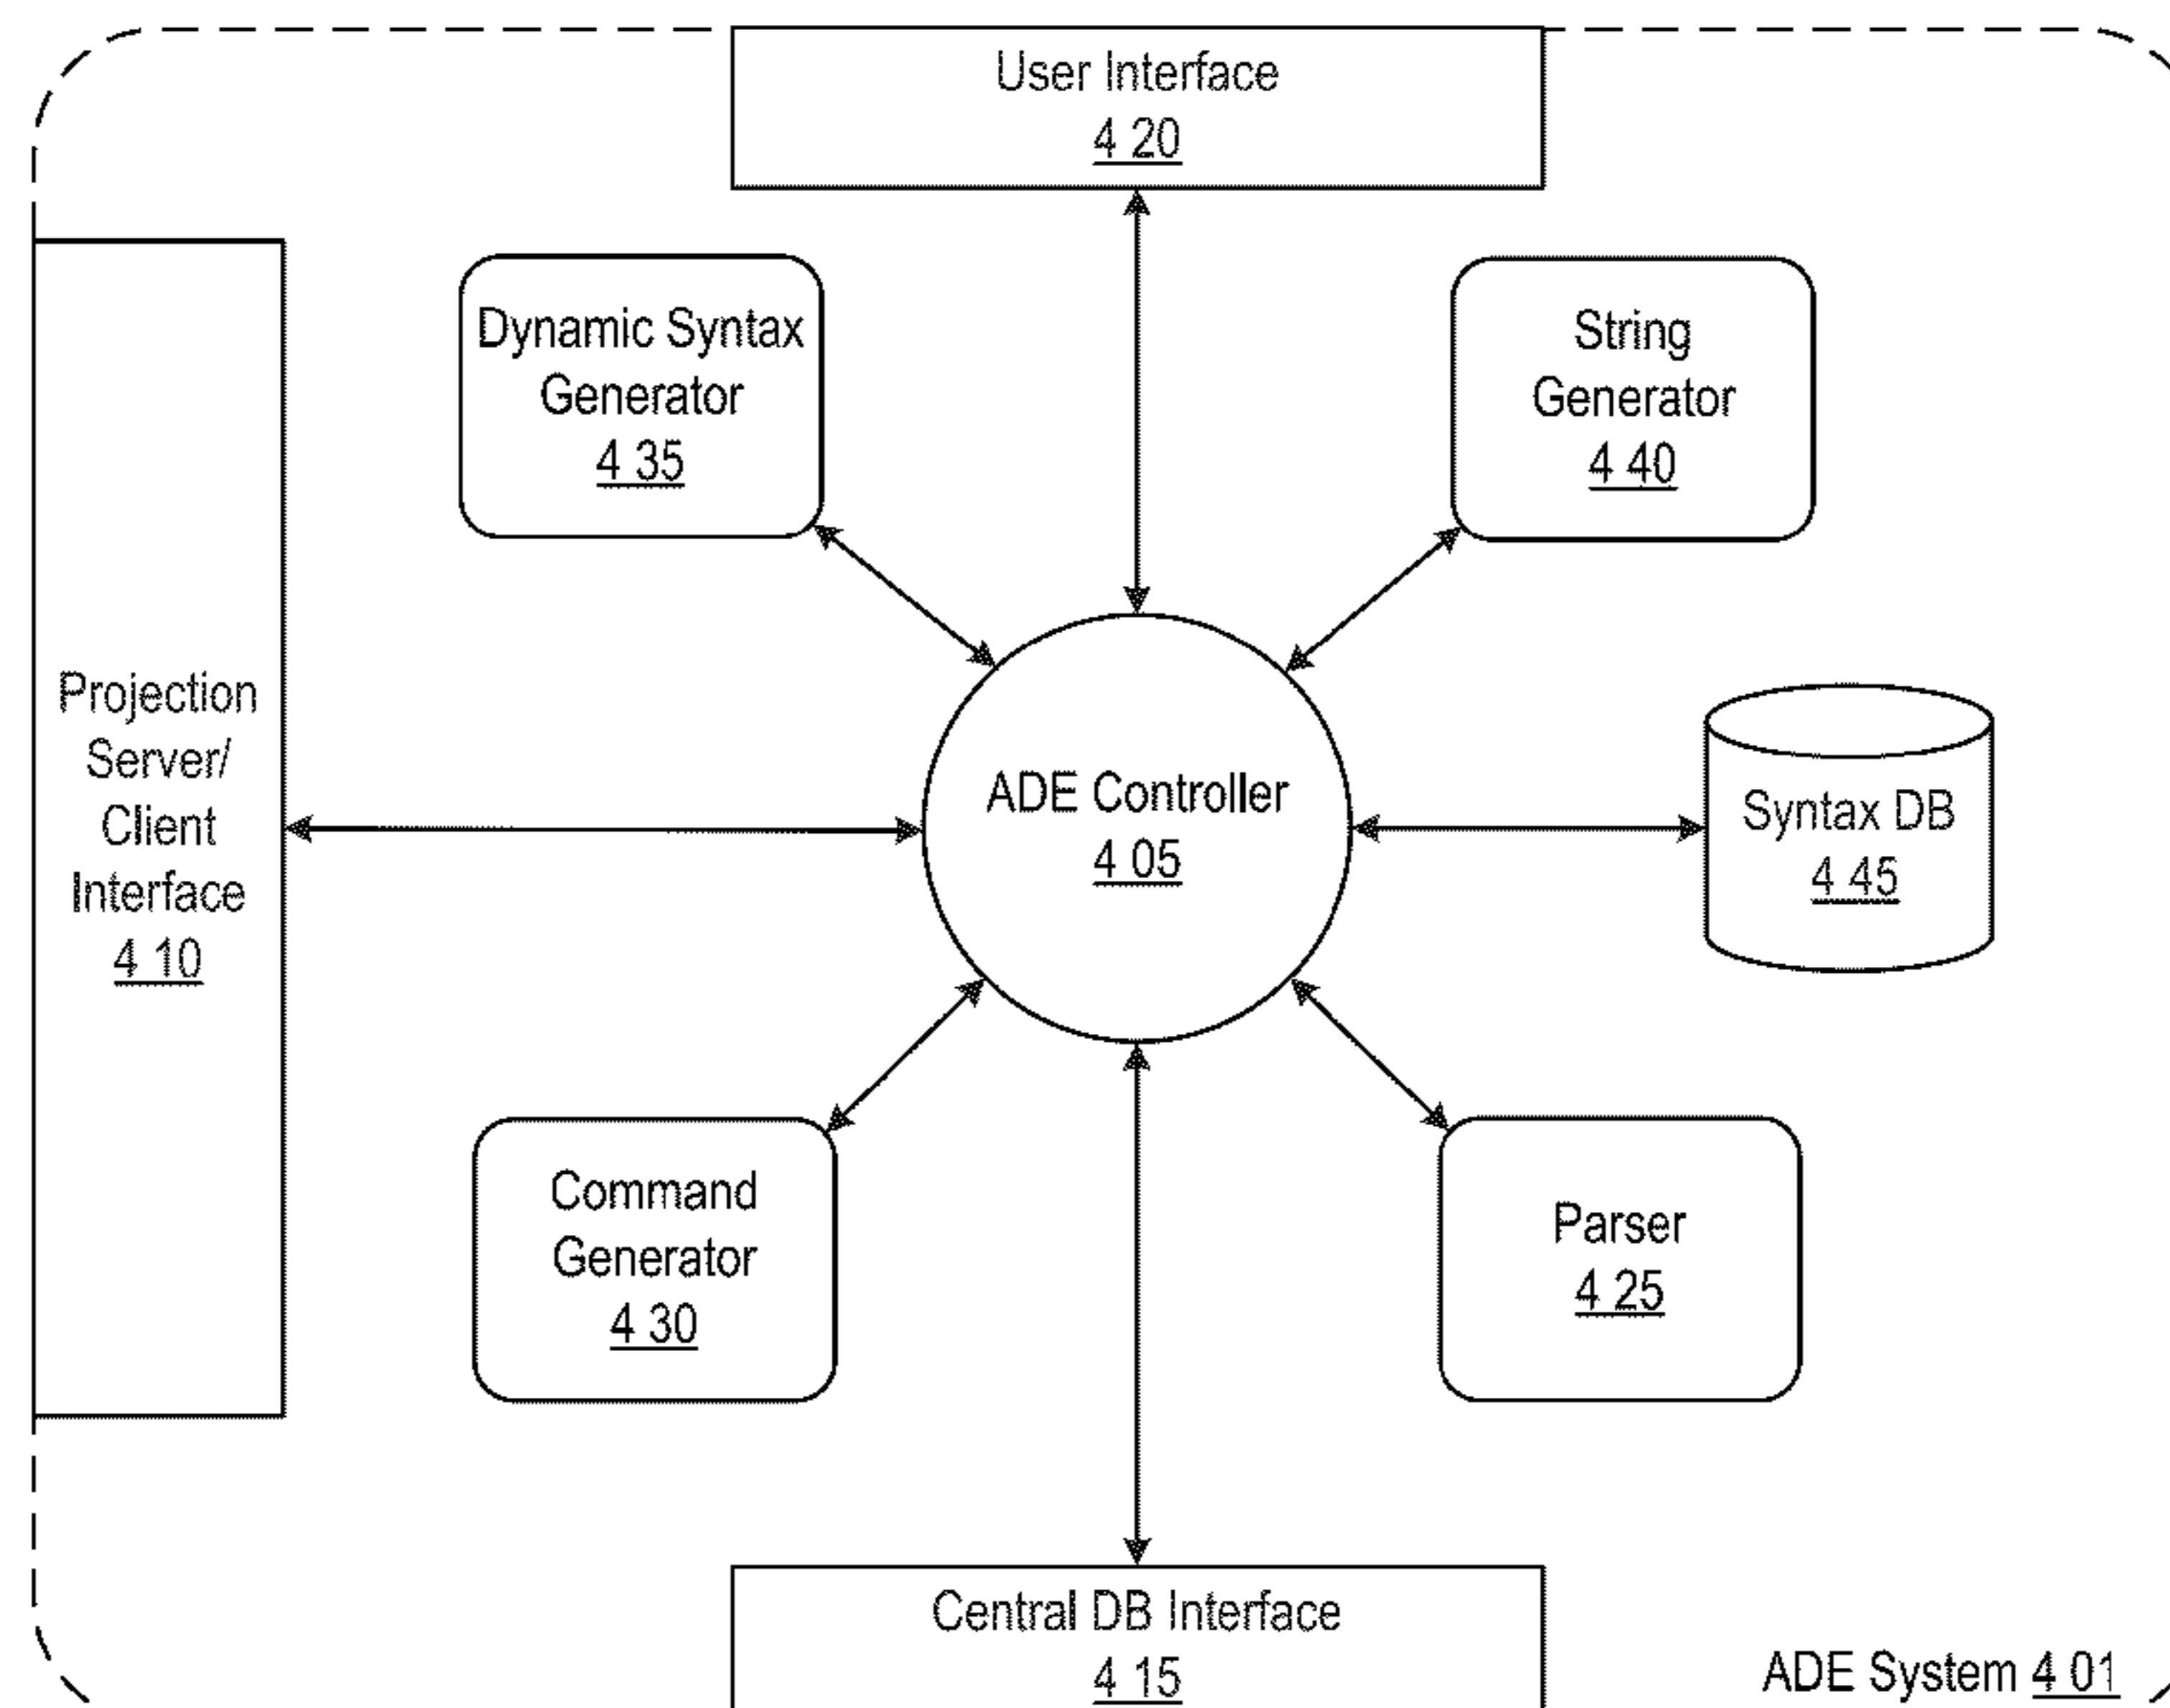 User Interface
4 20
Dynamic Syntax
Generator
4 35
String
Generator
4 40
Projection
Server/
Client
Interface
4 10
ADE Controller
4 05
Syntax DB
4 45
Command
Generator
4 30
Parser
4 25
Central DB Interface
4 15
ADE System 4 01